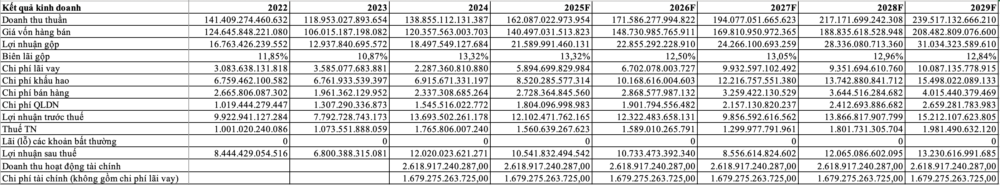 Kết quả kinh doanh 2022 2023 2024 2025F 2026F 2027F 2028F 2029F
Doanh thu thuần 141.409.274.460.632 118.953.027.893.654 138.855.112.131.387 162.087.022.973.954 171.586.277.994.822 194.077.051.665.623 217.171.699.242.308 239.517.132.666.210
Giá vốn hàng bán 124.645.848.221.080 106.015.187.198.082 120.357.563.003.703 140.497.031.513.823 148.730.985.765.911 169.810.950.972.365 188.835.618.528.948 208.482.809.076.600
Lợi nhuận gộp 16.763.426.239.552 12.937.840.695.572 18.497.549.127.684 21.589.991.460.131 22.855.292.228.910 24.266.100.693.259 28.336.080.713.360 31.034.323.589.610
Biên lãi gộp 11,85% 10,87% 13,32% 13,32% 12,50% 13,05% 12,96% 12,84%
Chi phí lãi vay 3.083.638.131.818 3.585.077.683.881 2.287.360.810.880 5.894.699.829.984 6.702.078.003.727 9.932.597.102.492 9.351.694.610.760 10.087.135.778.915
Chi phí khấu hao 6.759.462.100.582 6.761.933.539.397 6.915.671.331.197 8.520.285.577.314 10.168.616.004.603 12.216.757.551.380 13.742.880.841.712 15.498.022.089.133
Chi phí bán hàng 2.665.806.087.302 1.961.362.129.952 2.337.308.685.264 2.728.364.845.560 2.868.577.987.132 3.259.422.130.529 3.644.516.284.682 4.015.440.379.469
Chi phí QLDN 1.019.444.279.447 1.307.290.336.873 1.545.516.022.772 1.804.096.998.983 1.901.794.556.482 2.157.130.820.237 2.412.693.886.682 2.659.281.783.983
Lợi nhuận trước thuế 9.922.941.127.284 7.792.728.743.173 13.693.502.261.178 12.102.471.762.165 12.322.483.658.131 9.856.592.616.562 13.866.817.907.799 15.212.107.623.805
Thuế TN 1.001.020.240.086 1.073.551.888.059 1.765.806.007.240 1.560.639.267.623 1.589.010.265.791 1.299.977.791.961 1.801.731.305.704 1.981.490.632.120
Lãi (lỗ) các khoản bất thường 0 0 0 0 0 0 0 0
Lợi nhuận sau thuế 8.444.429.054.516 6.800.388.315.081 12.020.023.621.271 10.541.832.494.542 10.733.473.392.340 8.556.614.824.602 12.065.086.602.095 13.230.616.991.685
Doanh thu hoạt động tài chính 2.618.917.240.287,00 2.618.917.240.287,00 2.618.917.240.287,00 2.618.917.240.287,00 2.618.917.240.287,00 2.618.917.240.287,00
Chi phí tài chính (không gồm chi phí lãi vay) 1.679.275.263.725,00 1.679.275.263.725,00 1.679.275.263.725,00 1.679.275.263.725,00 1.679.275.263.725,00 1.679.275.263.725,00